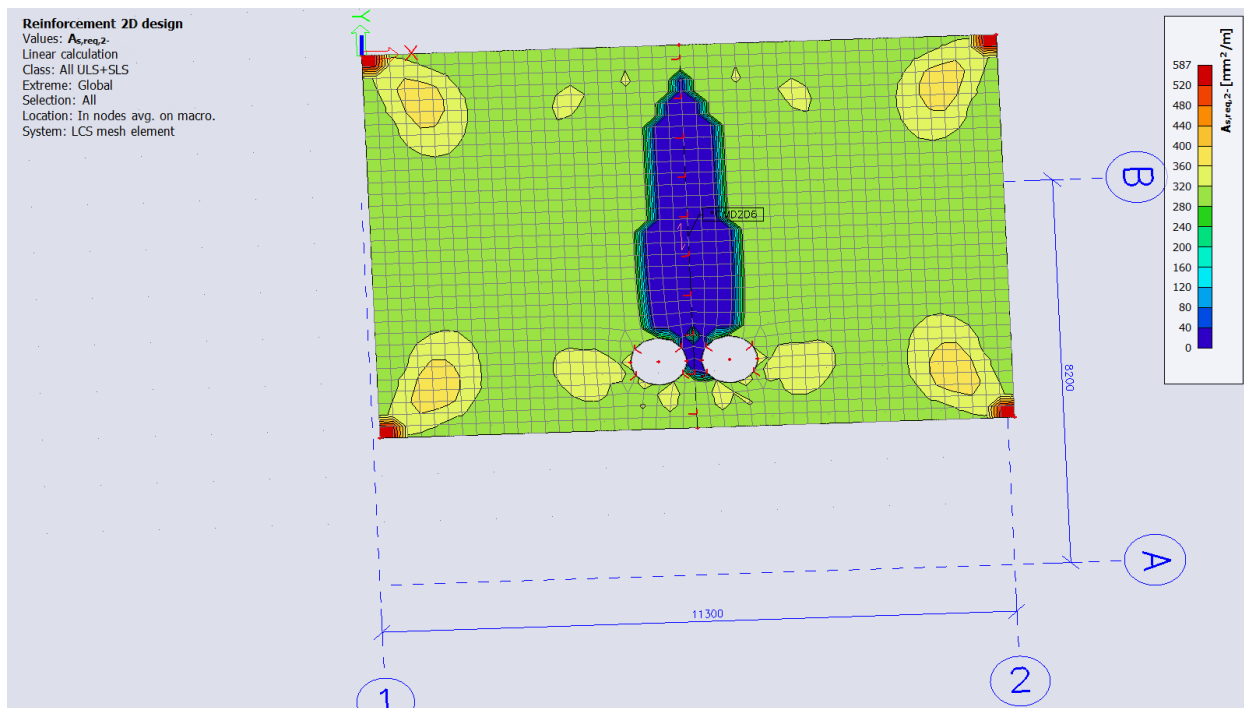 Reinforcement 2D design
Values: As,req,2-
Linear calculation
Class: All ULS+SLS
Extreme: Global
Selection: All
Location: In nodes avg. on macro.
System: LCS mesh element
Y
X
As,req,2- [mm²/m]
587
520
480
440
400
360
320
280
240
200
160
120
80
40
0
B
8200
A
11300
1
2